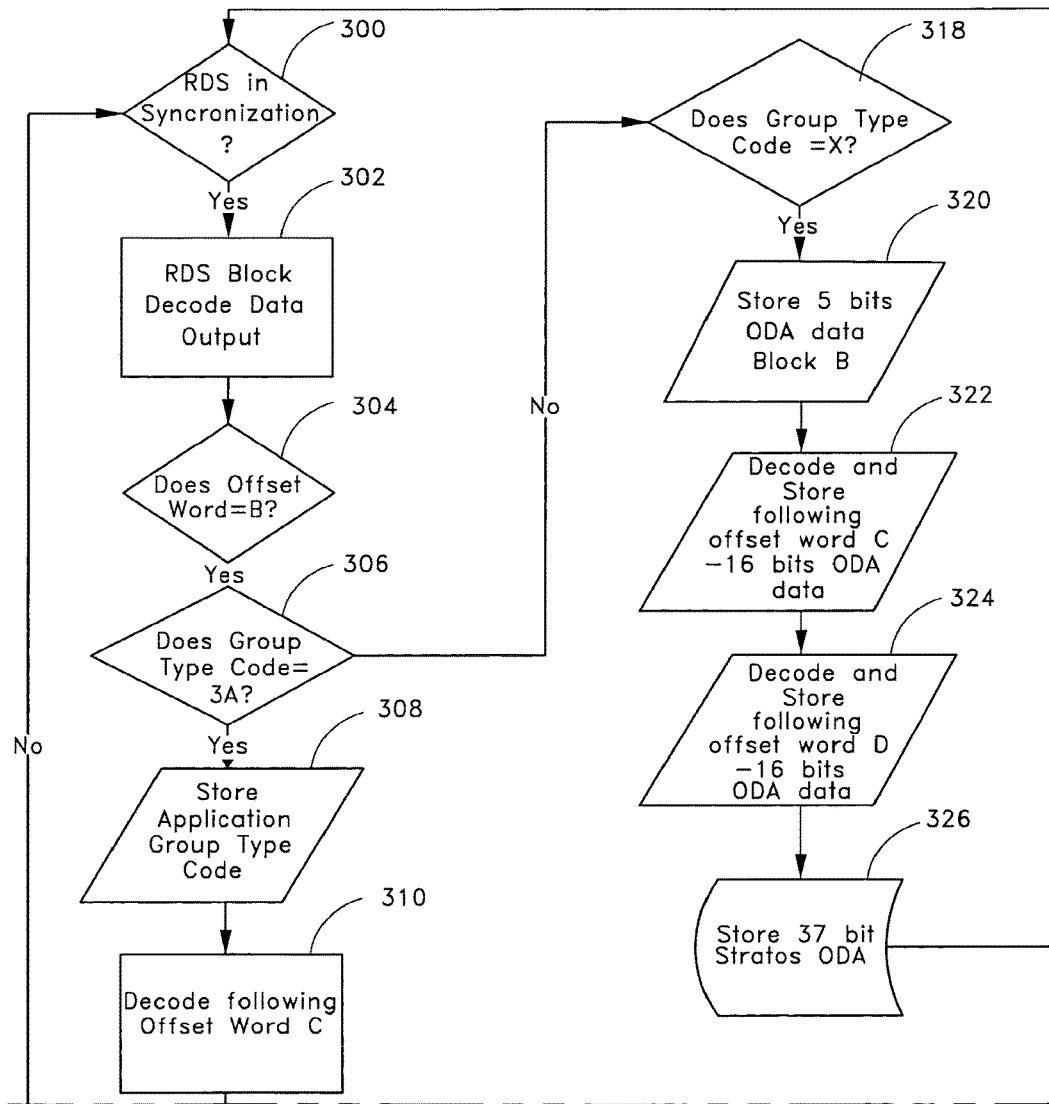 300
RDS in
Syncronization
?
Yes
302
RDS Block
Decode Data
Output
304
Does Offset
Word=B?
Yes
306
Does Group
Type Code=
3A?
Yes
308
Store
Application
Group Type
Code
310
Decode following
Offset Word C
No
No
318
Does Group Type
Code =X?
Yes
320
Store 5 bits
ODA data
Block B
322
Decode and
Store
following
offset word C
-16 bits ODA
data
324
Decode and
Store
following
offset word D
-16 bits
ODA data
326
Store 37 bit
Stratos ODA